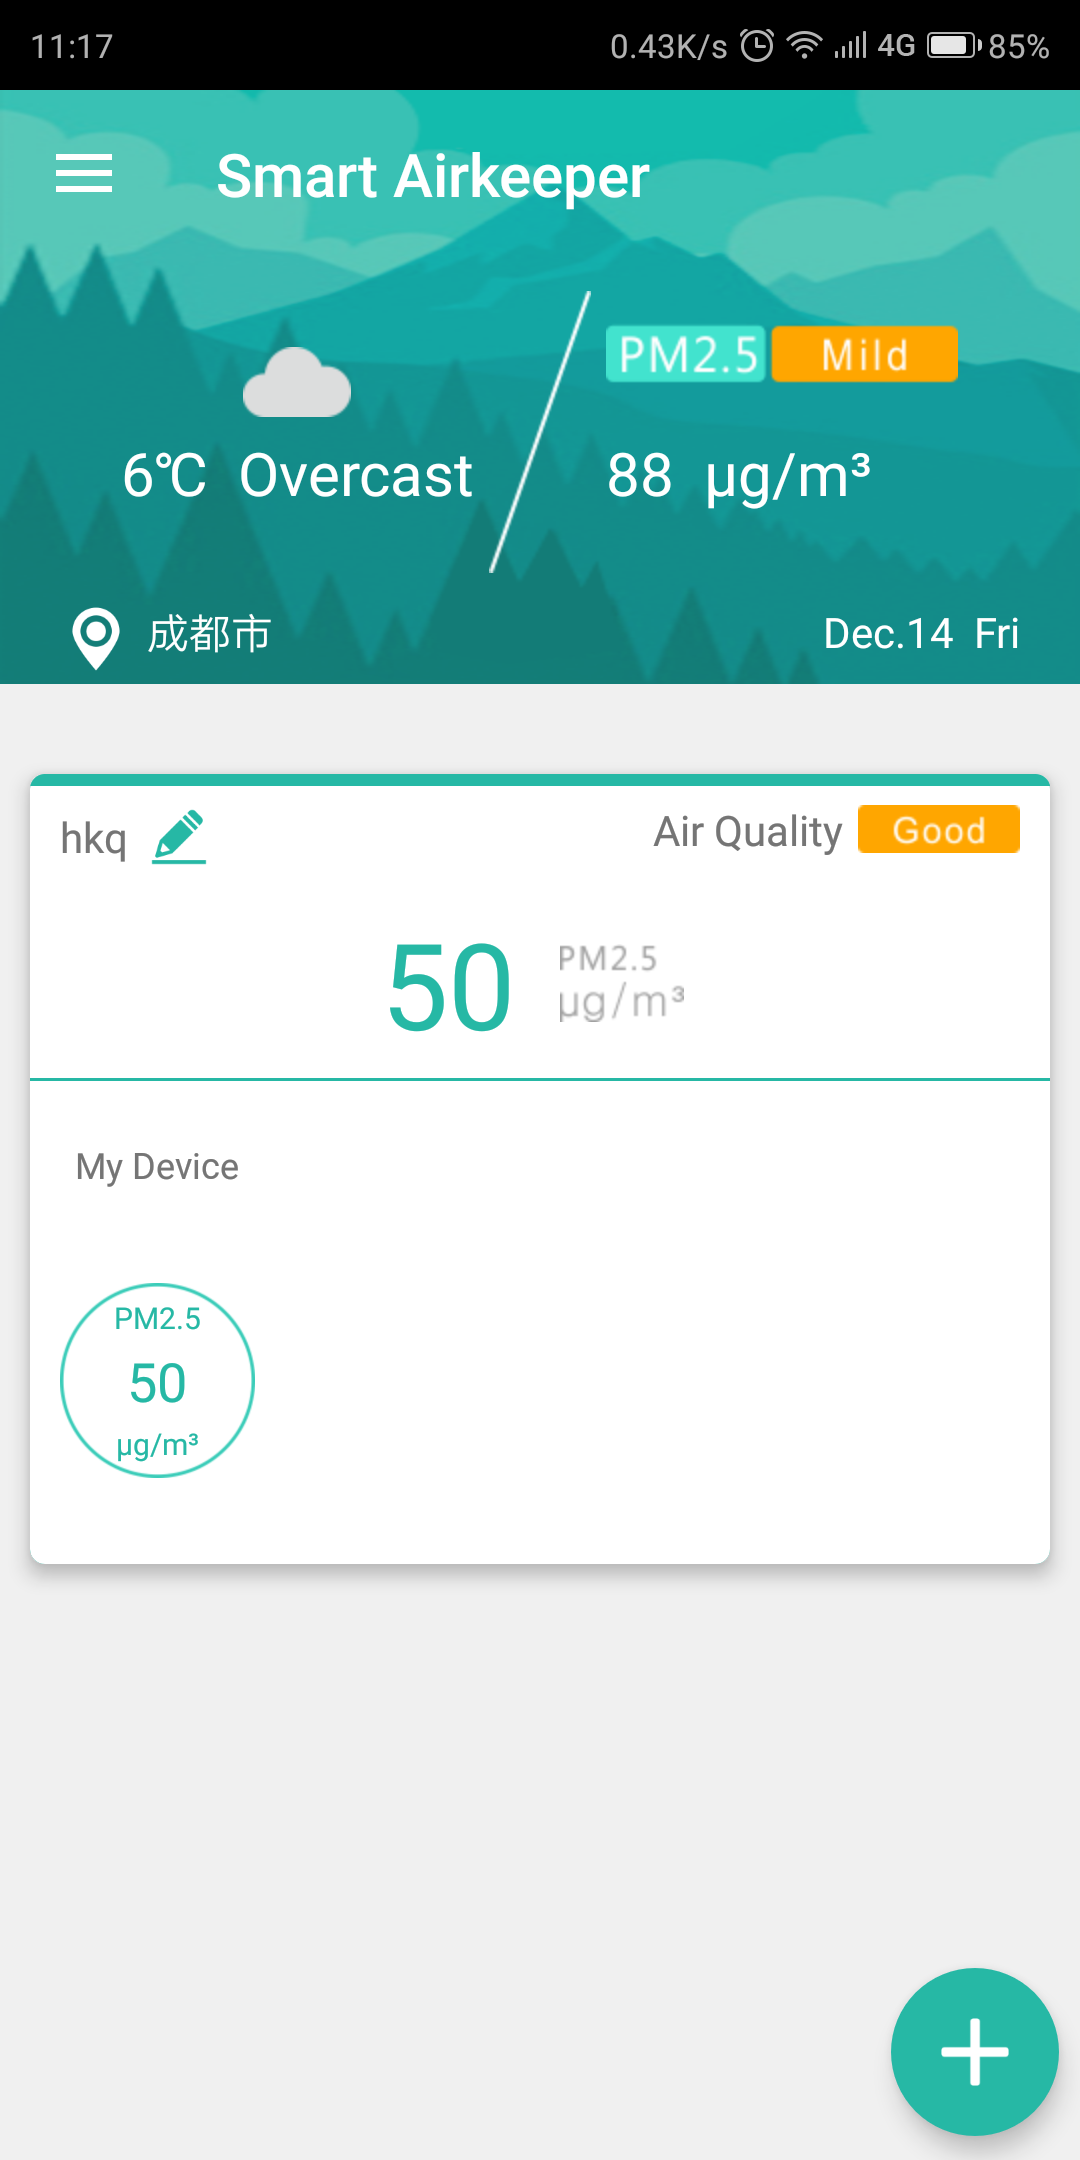 11:17 0.43K/s 4G 85%
Smart Airkeeper
PM2.5 Mild
6℃ Overcast 88 µg/m³
成都市 Dec.14 Fri
hkq Air Quality Good
50 PM2.5
µg/m³
My Device
PM2.5
50
µg/m³